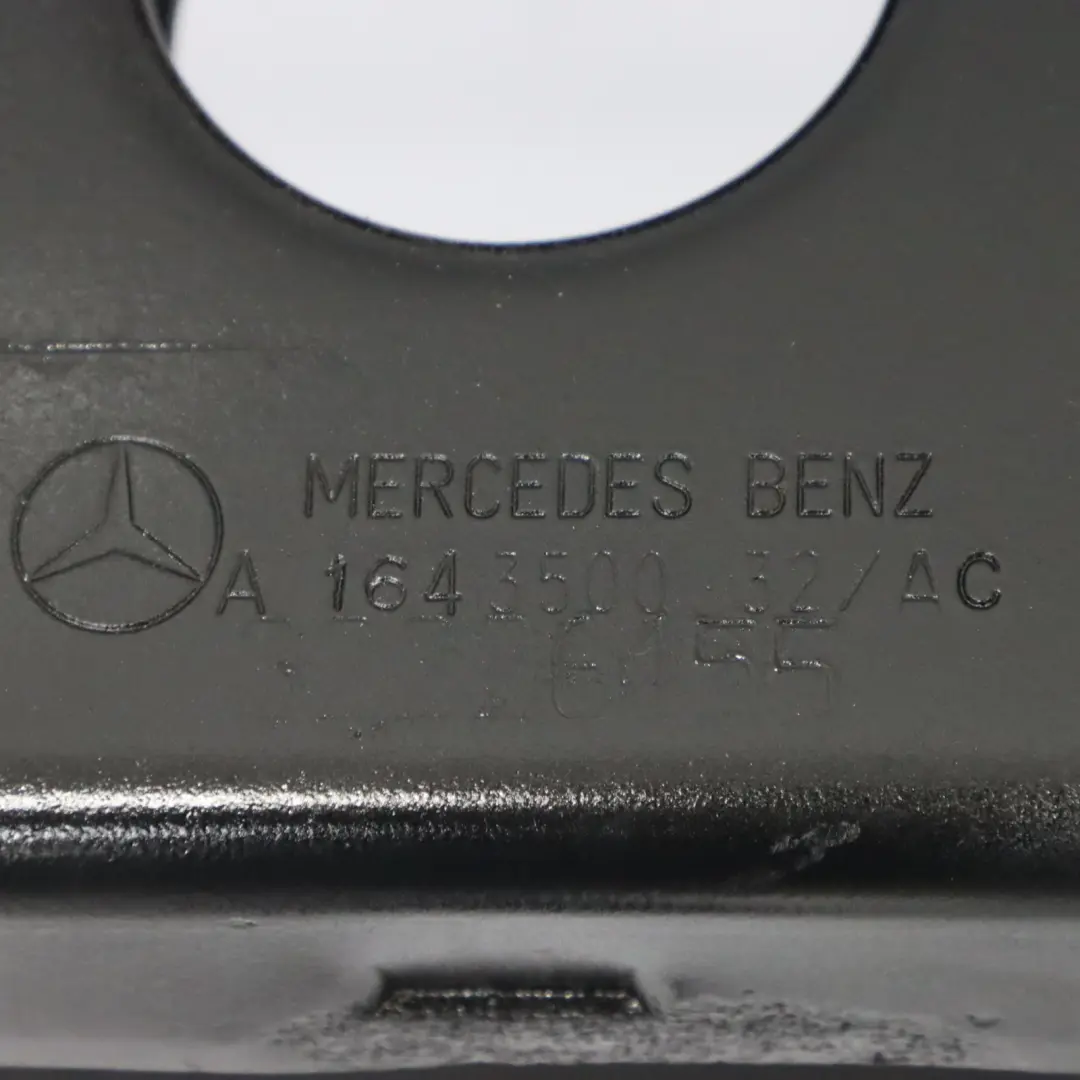 MERCEDES BENZ
A 164 3500 32/AC